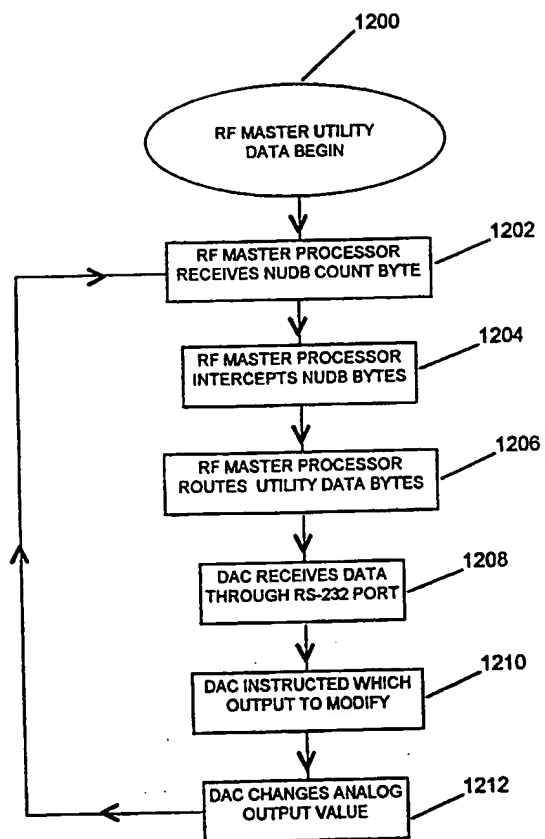 1200
RF MASTER UTILITY
DATA BEGIN
1202
RF MASTER PROCESSOR
RECEIVES NUDB COUNT BYTE
1204
RF MASTER PROCESSOR
INTERCEPTS NUDB BYTES
1206
RF MASTER PROCESSOR
ROUTES UTILITY DATA BYTES
1208
DAC RECEIVES DATA
THROUGH RS-232 PORT
1210
DAC INSTRUCTED WHICH
OUTPUT TO MODIFY
1212
DAC CHANGES ANALOG
OUTPUT VALUE